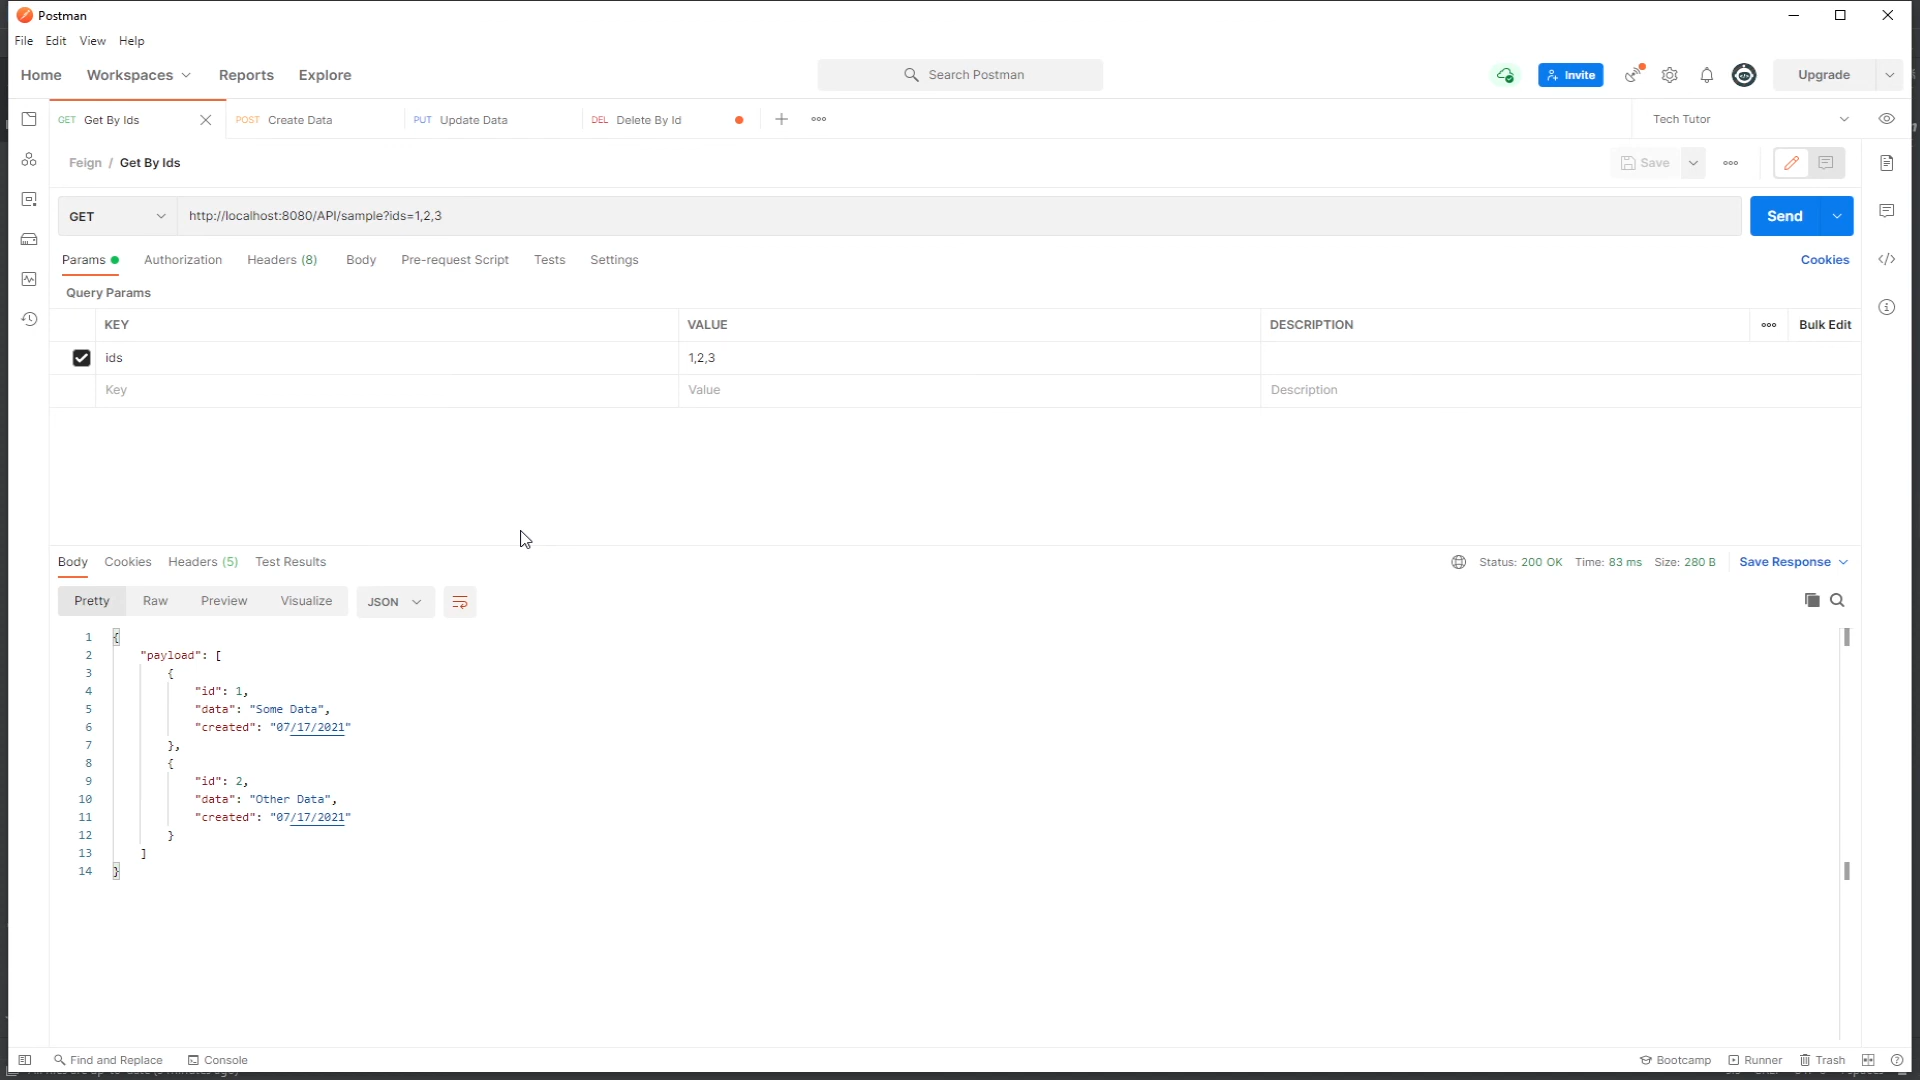 Postman
File Edit View Help
Home Workspaces Reports Explore Search Postman Invite Upgrade
GET Get By Ids POST Create Data PUT Update Data DEL Delete By Id Tech Tutor
Feign / Get By Ids Save
GET http://localhost:8080/API/sample?ids=1,2,3 Send
Params Authorization Headers (8) Body Pre-request Script Tests Settings Cookies
Query Params
KEY VALUE DESCRIPTION Bulk Edit
ids 1,2,3
Key Value Description
Body Cookies Headers (5) Test Results Status: 200 OK Time: 83 ms Size: 280 B Save Response
Pretty Raw Preview Visualize JSON
1 {
2 "payload": [
3 {
4 "id": 1,
5 "data": "Some Data",
6 "created": "07/17/2021"
7 },
8 {
9 "id": 2,
10 "data": "Other Data",
11 "created": "07/17/2021"
12 }
13 ]
14 }
Find and Replace Console Bootcamp Runner Trash